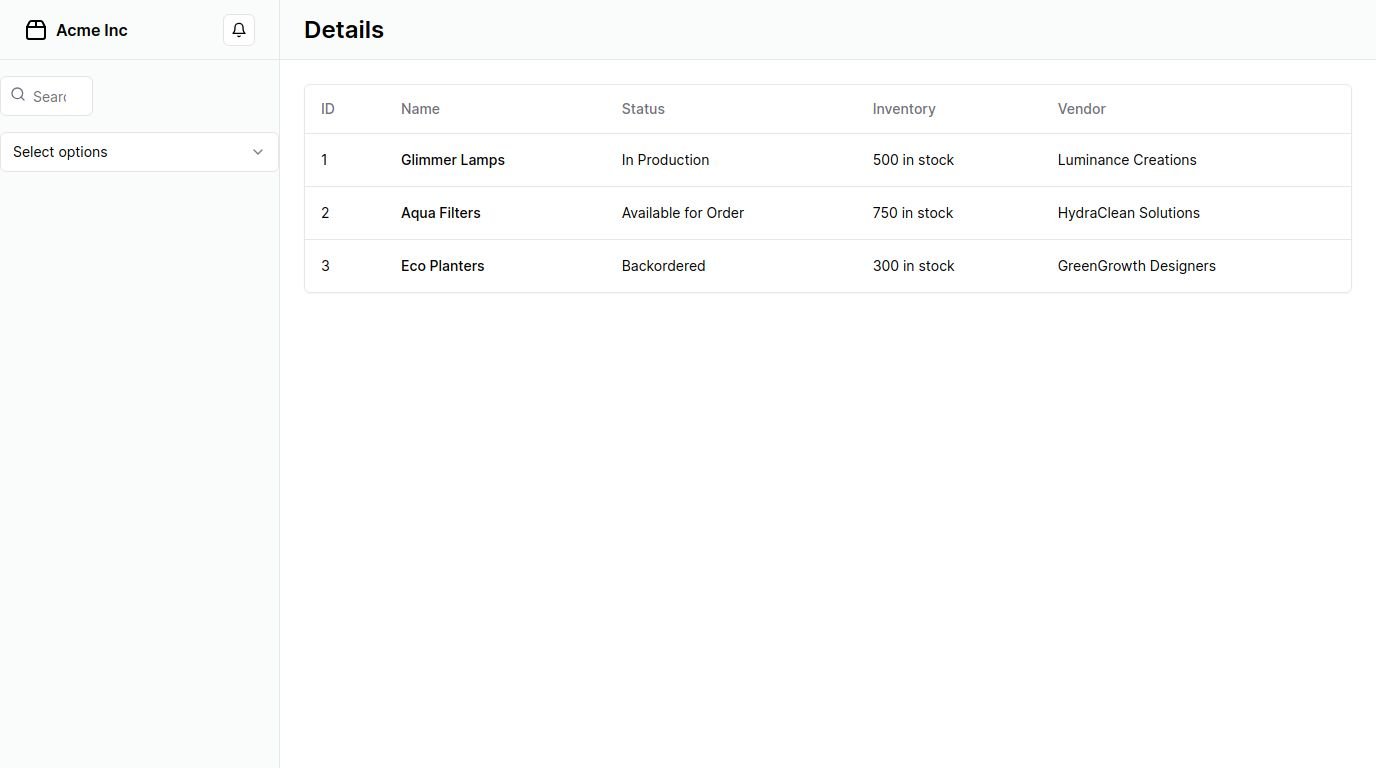 Acme Inc
Details
Searc
Select options
ID Name Status Inventory Vendor
1 Glimmer Lamps In Production 500 in stock Luminance Creations
2 Aqua Filters Available for Order 750 in stock HydraClean Solutions
3 Eco Planters Backordered 300 in stock GreenGrowth Designers